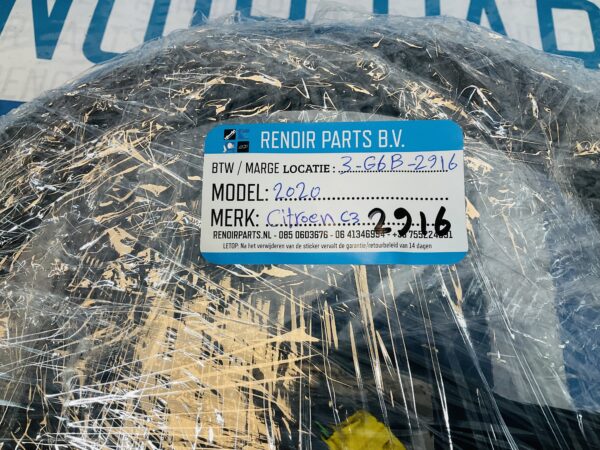 RENOIR PARTS B.V.
BTW / MARGE LOCATIE : 3-G6B-2916
MODEL: 2020
MERK: Citroen C3 2916
RENOIRPARTS.NL - 085 0603676 - 06 41346954 -
LETOP: Na het verwijderen van de sticker vervalt de garantie/retourbeleid van 14 dagen